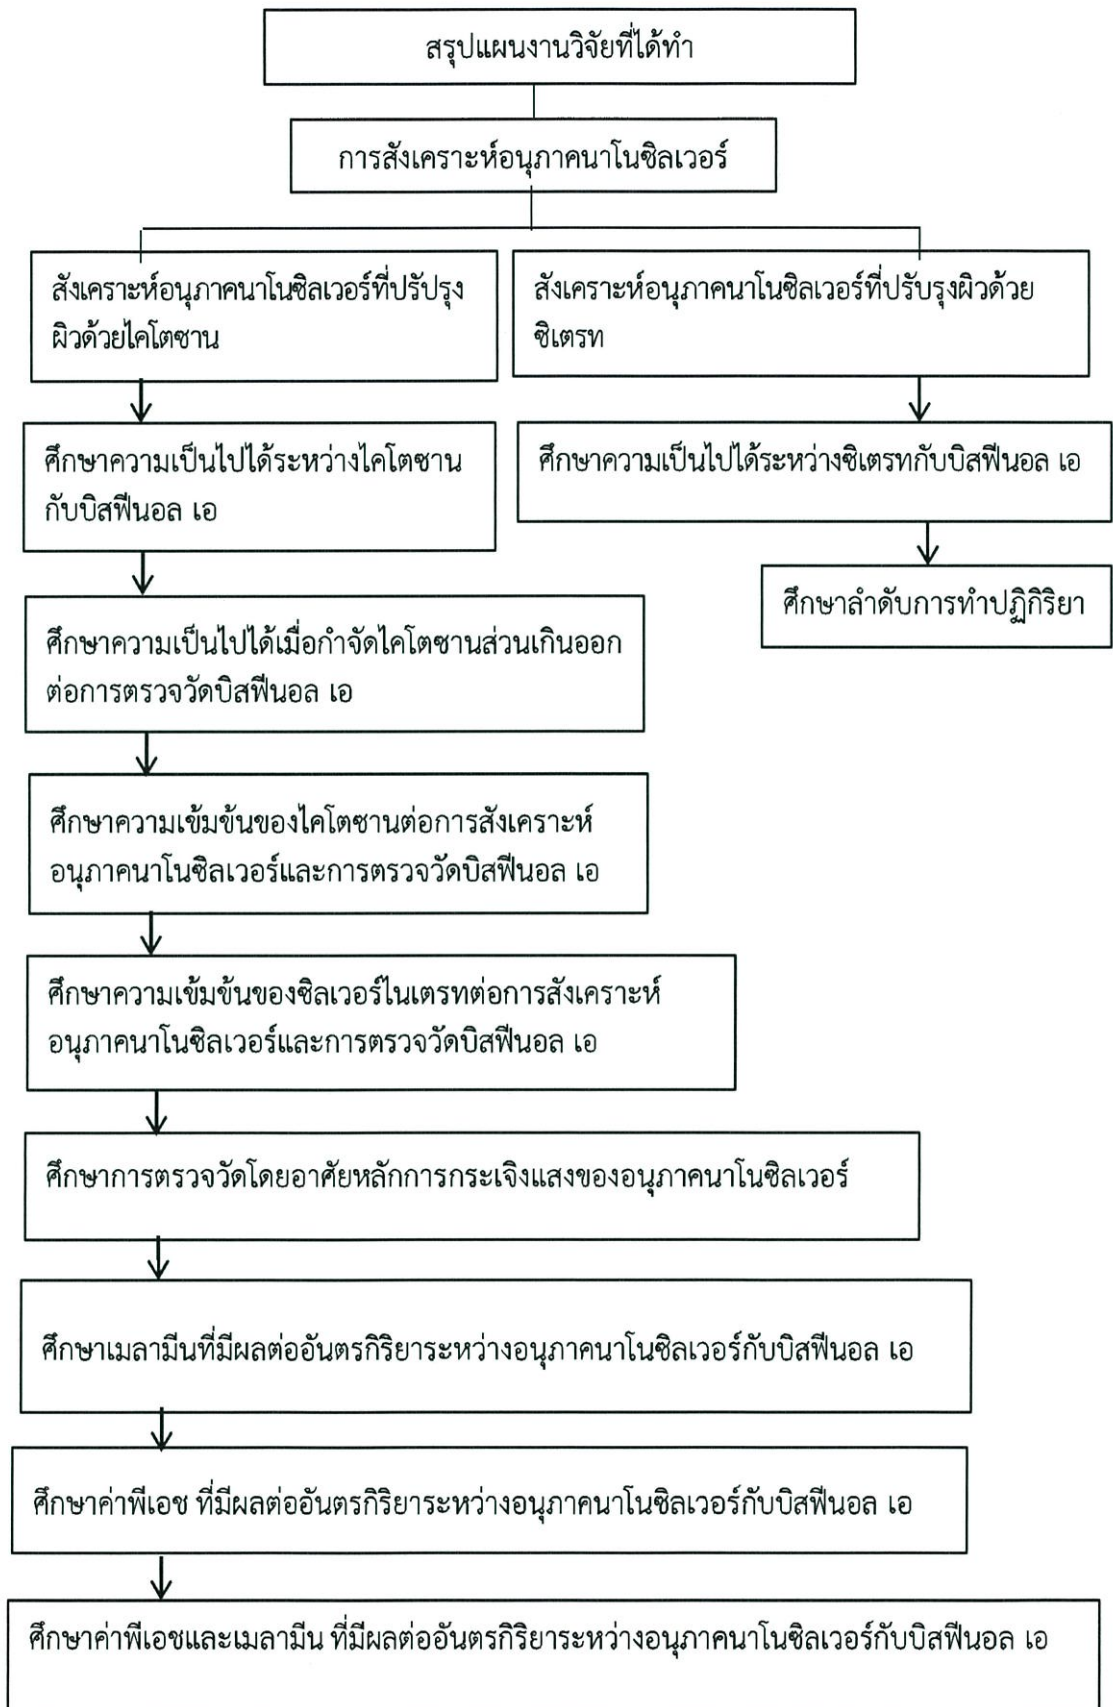 สรุปแผนงานวิจัยที่ได้ทำ
การสังเคราะห์อนุภาคนาโนซิลเวอร์
สังเคราะห์อนุภาคนาโนซิลเวอร์ที่ปรัปรุง
ผิวด้วยไคโตซาน
สังเคราะห์อนุภาคนาโนซิลเวอร์ที่ปรับรุงผิวด้วย
ซิเตรท
ศึกษาความเป็นไปได้ระหว่างไคโตซาน
กับบิสฟีนอล เอ
ศึกษาความเป็นไปได้ระหว่างซิเตรทกับบิสฟีนอล เอ
ศึกษาลำดับการทำปฏิกิริยา
ศึกษาความเป็นไปได้เมื่อกำจัดไคโตซานส่วนเกินออก
ต่อการตรวจวัดบิสฟีนอล เอ
ศึกษาความเข้มข้นของไคโตซานต่อการสังเคราะห์
อนุภาคนาโนซิลเวอร์และการตรวจวัดบิสฟีนอล เอ
ศึกษาความเข้มข้นของซิลเวอร์ไนเตรทต่อการสังเคราะห์
อนุภาคนาโนซิลเวอร์และการตรวจวัดบิสฟีนอล เอ
ศึกษาการตรวจวัดโดยอาศัยหลักการกระเจิงแสงของอนุภาคนาโนซิลเวอร์
ศึกษาเมลามีนที่มีผลต่ออันตรกิริยาระหว่างอนุภาคนาโนซิลเวอร์กับบิสฟีนอล เอ
ศึกษาค่าพีเอช ที่มีผลต่ออันตรกิริยาระหว่างอนุภาคนาโนซิลเวอร์กับบิสฟีนอล เอ
ศึกษาค่าพีเอชและเมลามีน ที่มีผลต่ออันตรกิริยาระหว่างอนุภาคนาโนซิลเวอร์กับบิสฟีนอล เอ